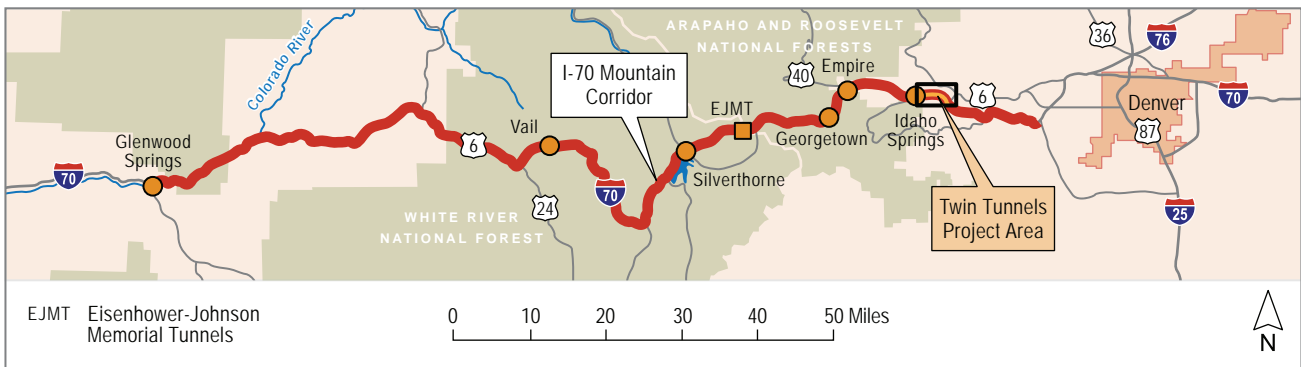 ARAPAHO AND ROOSEVELT
NATIONAL FORESTS
36
76
Colorado River
I-70 Mountain
Corridor
40
Empire
6
70
Denver
87
EJMT
Idaho
Springs
Georgetown
Vail
6
Glenwood
Springs
70
Silverthorne
70
24
WHITE RIVER
NATIONAL FOREST
Twin Tunnels
Project Area
25
EJMT Eisenhower-Johnson
Memorial Tunnels
0 10 20 30 40 50 Miles
N